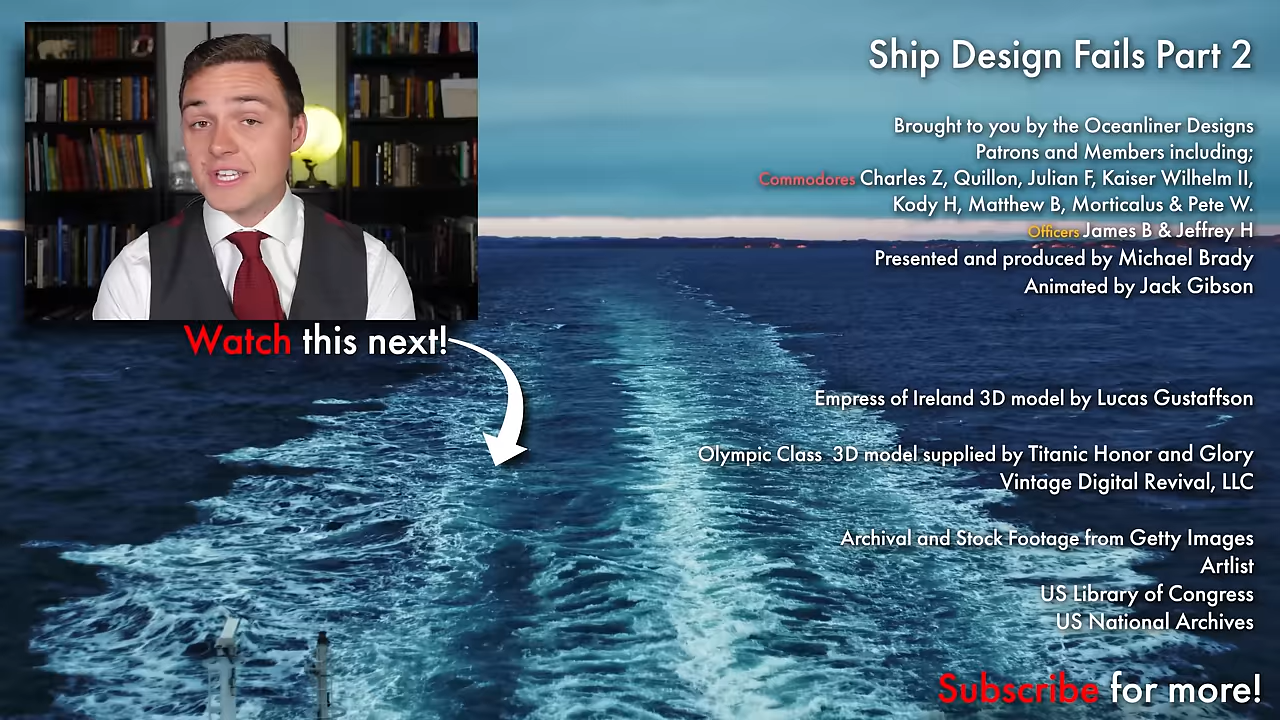 Ship Design Fails Part 2
Brought to you by the Oceanliner Designs
Patrons and Members including;
Commodores Charles Z, Quillon, Julian F, Kaiser Wilhelm II,
Kody H, Matthew B, Morticalus & Pete W.
Officers James B & Jeffrey H
Presented and produced by Michael Brady
Animated by Jack Gibson
Watch this next!
Empress of Ireland 3D model by Lucas Gustaffson
Olympic Class 3D model supplied by Titanic Honor and Glory
Vintage Digital Revival, LLC
Archival and Stock Footage from Getty Images
Artlist
US Library of Congress
US National Archives
Subscribe for more!